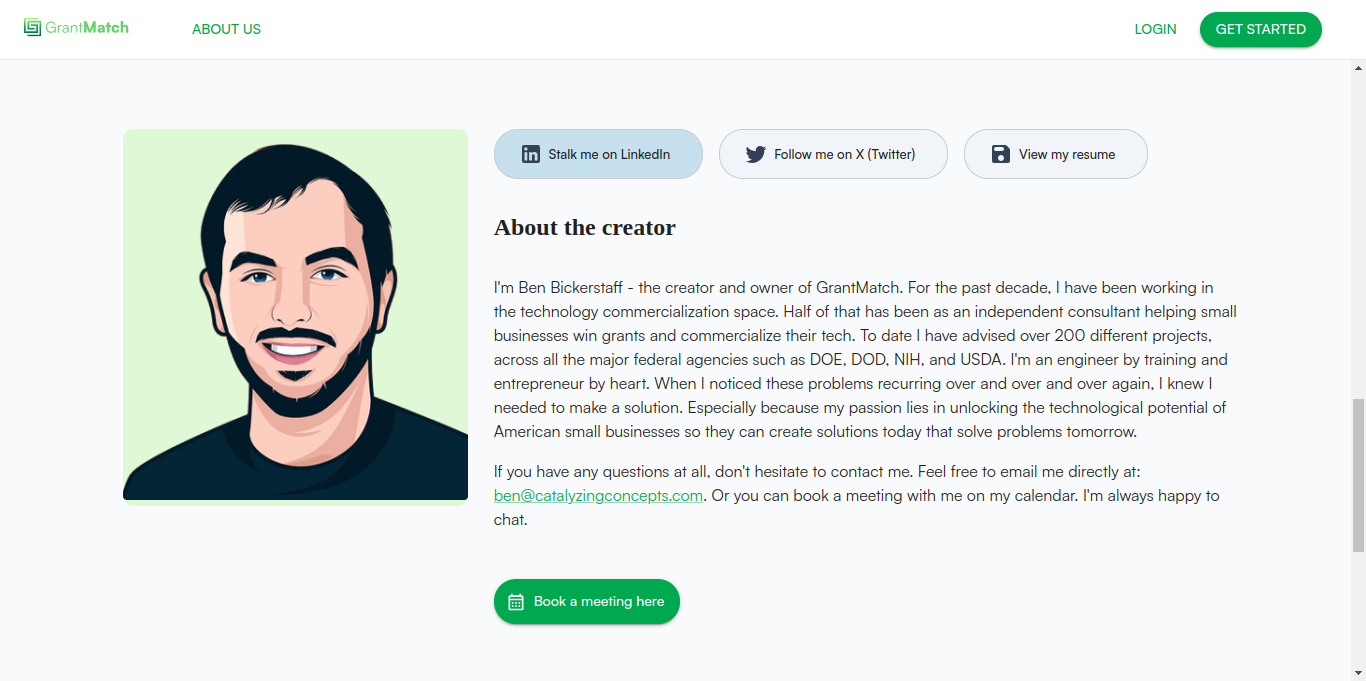 GrantMatch
ABOUT US
LOGIN
GET STARTED
Stalk me on LinkedIn
Follow me on X (Twitter)
View my resume
About the creator
I'm Ben Bickerstaff - the creator and owner of GrantMatch. For the past decade, I have been working in
the technology commercialization space. Half of that has been as an independent consultant helping small
businesses win grants and commercialize their tech. To date I have advised over 200 different projects,
across all the major federal agencies such as DOE, DOD, NIH, and USDA. I'm an engineer by training and
entrepreneur by heart. When I noticed these problems recurring over and over and over again, I knew I
needed to make a solution. Especially because my passion lies in unlocking the technological potential of
American small businesses so they can create solutions today that solve problems tomorrow.
If you have any questions at all, don't hesitate to contact me. Feel free to email me directly at:
ben@catalyzingconcepts.com. Or you can book a meeting with me on my calendar. I'm always happy to
chat.
Book a meeting here